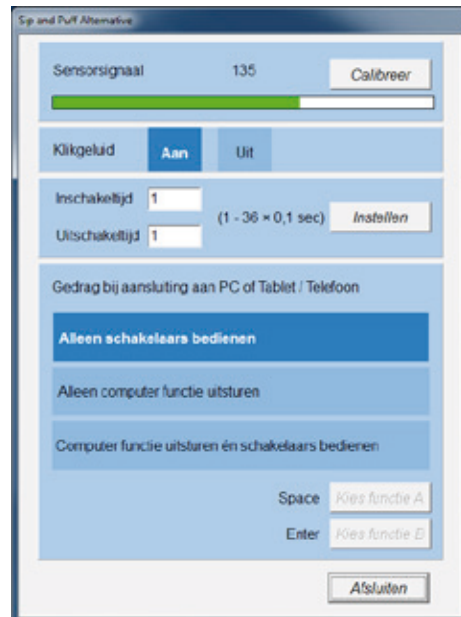 Sip and Puff Alternative
Sensorsignaal 135 Calibreer
Klikgeluid Aan Uit
Inschakeltijd 1
(1 - 36 * 0,1 sec) Instellen
Uitschakeltijd 1
Gedrag bij aansluiting aan PC of Tablet / Telefoon
Alleen schakelaars bedienen
Alleen computer functie uitsturen
Computer functie uitsturen én schakelaars bedienen
Space Kies functie A
Enter Kies functie B
Afsluiten